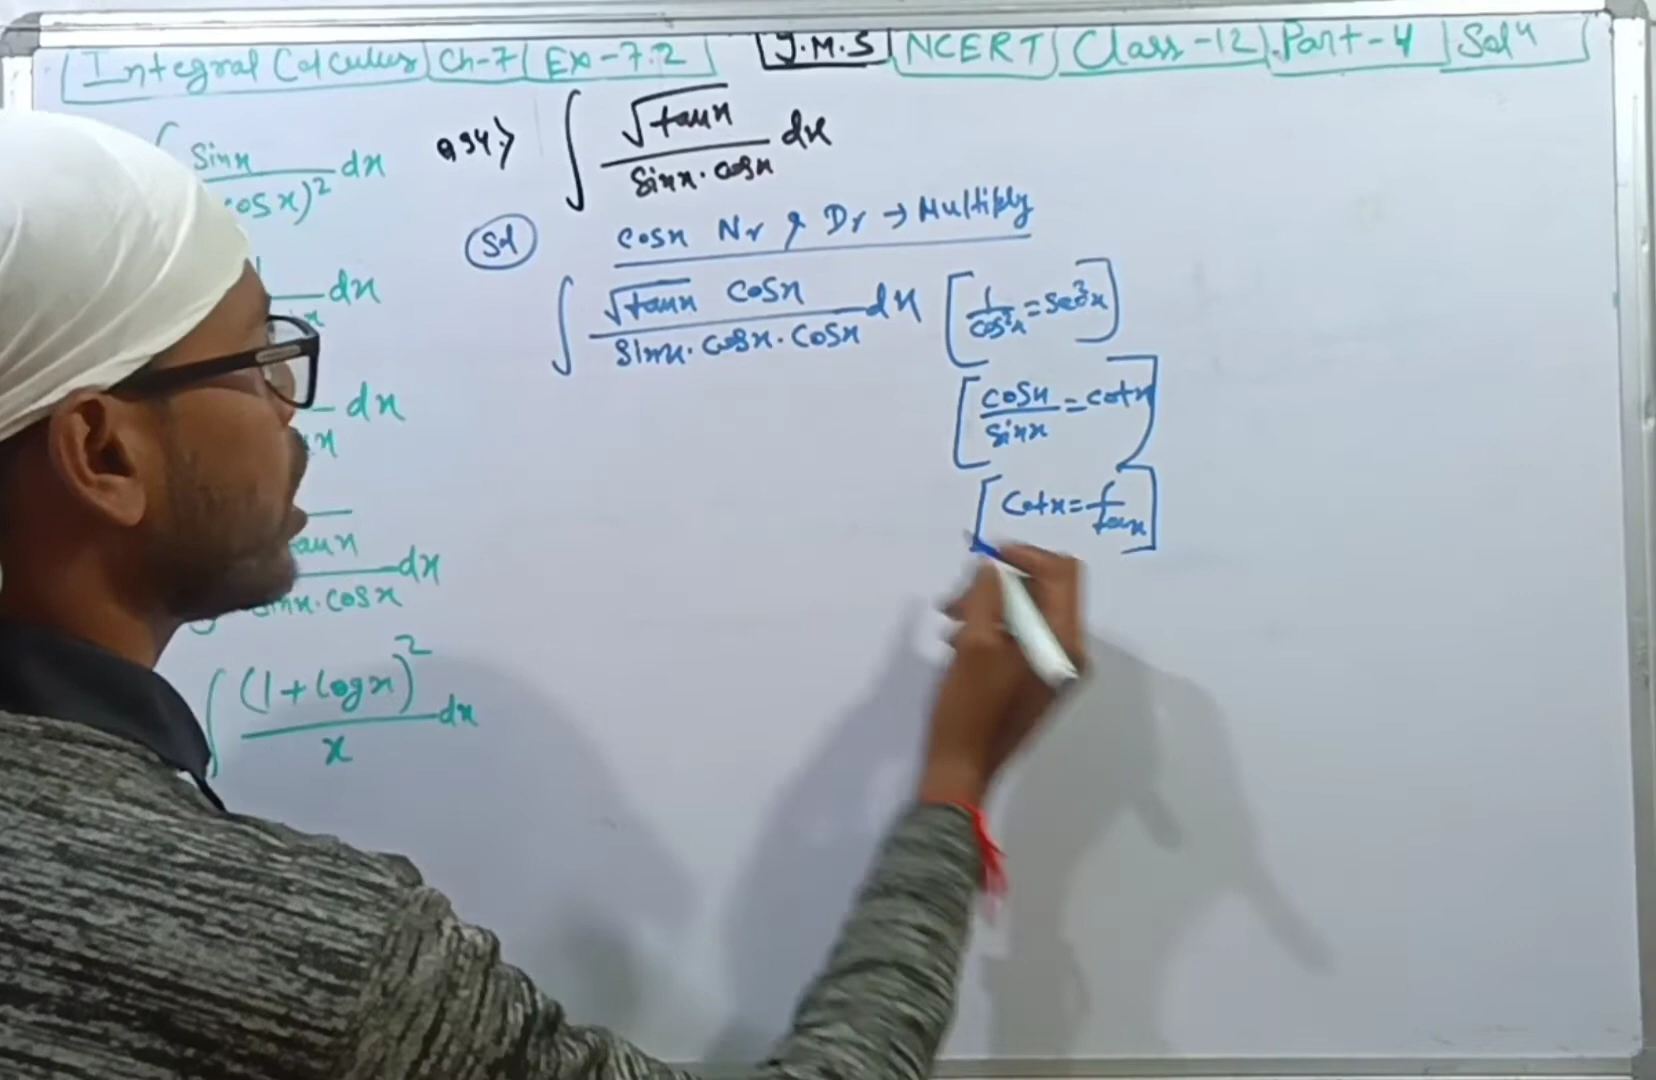 Integral Calculus Ch-7 Ex-7.2 J.M.S NCERT Class-12 Part-4 Solⁿ
Sinx
cosx)² dx
dx
x
dx
x
tanx
sinx.cosx dx
(1+logx)²
x dx
Q34.> ∫ √tanx
sinx.cosx dx
Sol
cosx Nr & Dr → Multiply
∫ √tanx cosx
sinx.cosx.cosx dx [1/cos²x = sec²x]
[cosx/sinx = cotx]
[cotx = 1/tanx]